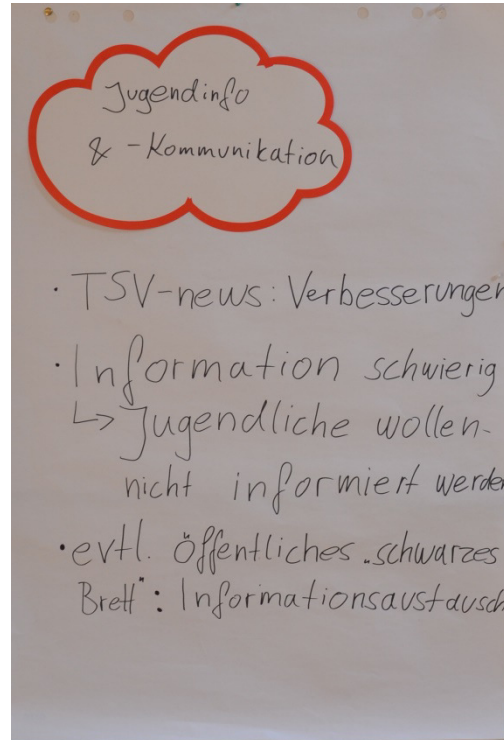 Jugendinfo
& - Kommunikation
· TSV-news: Verbesserungen
· Information schwierig
↳ Jugendliche wollen
nicht informiert werden
· evtl. öffentliches „schwarzes
Brett": Informationsaustausch